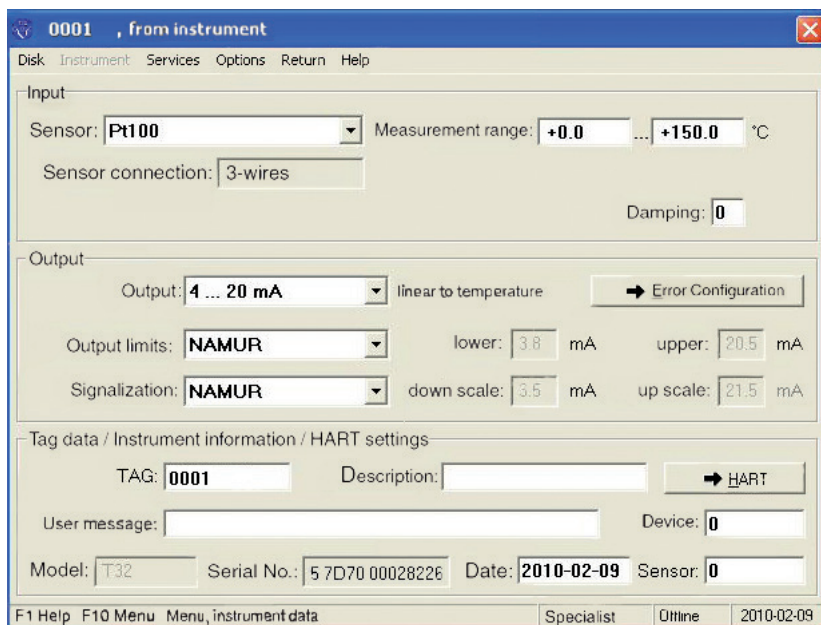 0001 , from instrument
Disk Instrument Services Options Return Help
Input
Sensor: Pt100 Measurement range: +0.0 ... +150.0 °C
Sensor connection: 3-wires
Damping: 0
Output
Output: 4 ... 20 mA linear to temperature Error Configuration
Output limits: NAMUR lower: 3.8 mA upper: 20.5 mA
Signalization: NAMUR down scale: 3.5 mA up scale: 21.5 mA
Tag data / Instrument information / HART settings
TAG: 0001 Description: HART
User message: Device: 0
Model: T32 Serial No.: 5 7D70 00028226 Date: 2010-02-09 Sensor: 0
F1 Help F10 Menu Menu, instrument data Specialist Offline 2010-02-09